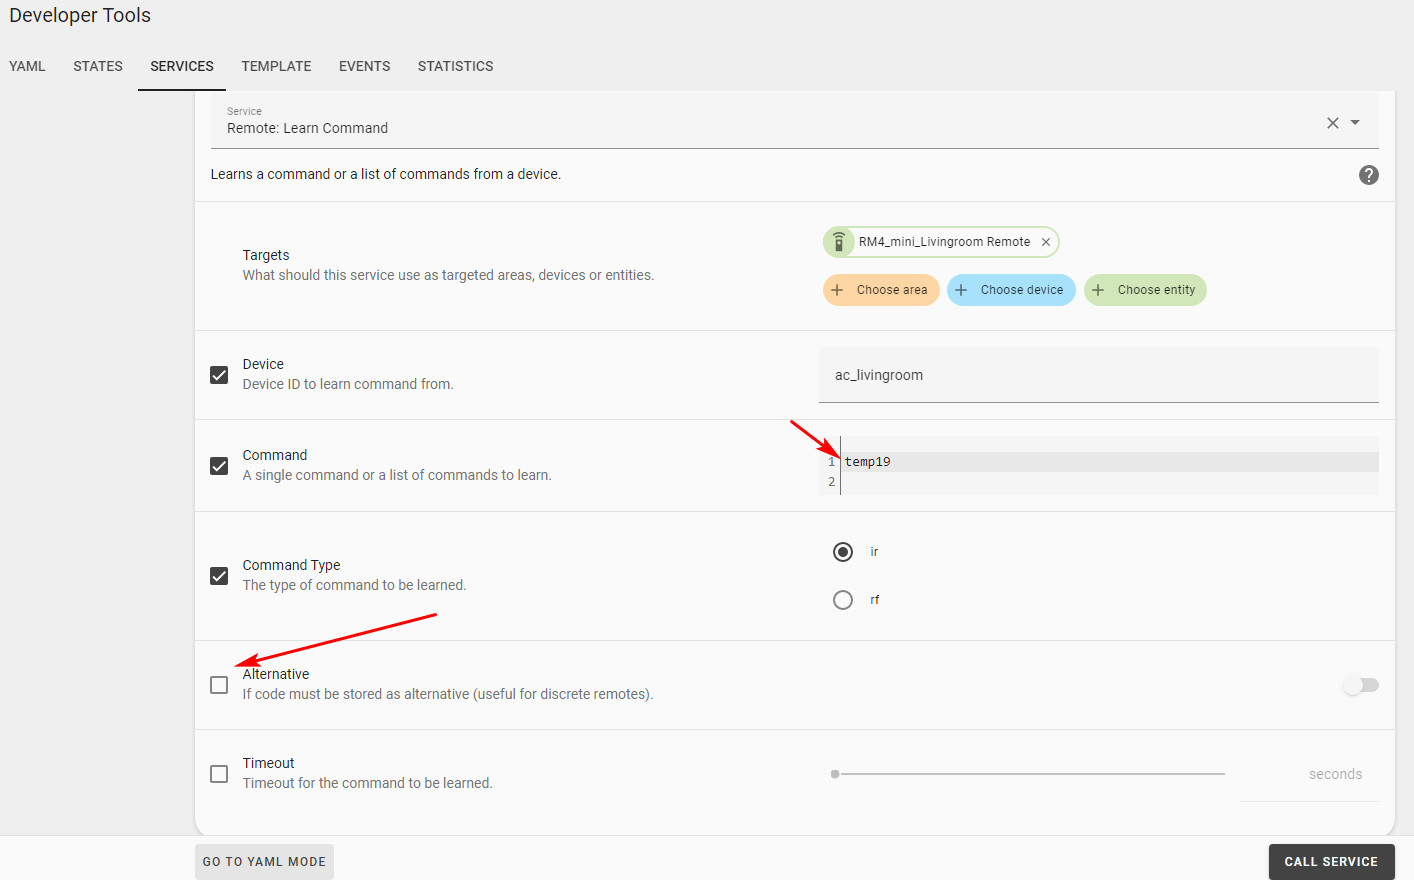 Developer Tools
YAML STATES SERVICES TEMPLATE EVENTS STATISTICS
Service
Remote: Learn Command
Learns a command or a list of commands from a device.
Targets
What should this service use as targeted areas, devices or entities.
RM4_mini_Livingroom Remote
Choose area Choose device Choose entity
Device
Device ID to learn command from.
ac_livingroom
Command
A single command or a list of commands to learn.
1 temp19
2
Command Type
The type of command to be learned.
ir
rf
Alternative
If code must be stored as alternative (useful for discrete remotes).
Timeout
Timeout for the command to be learned.
seconds
GO TO YAML MODE CALL SERVICE